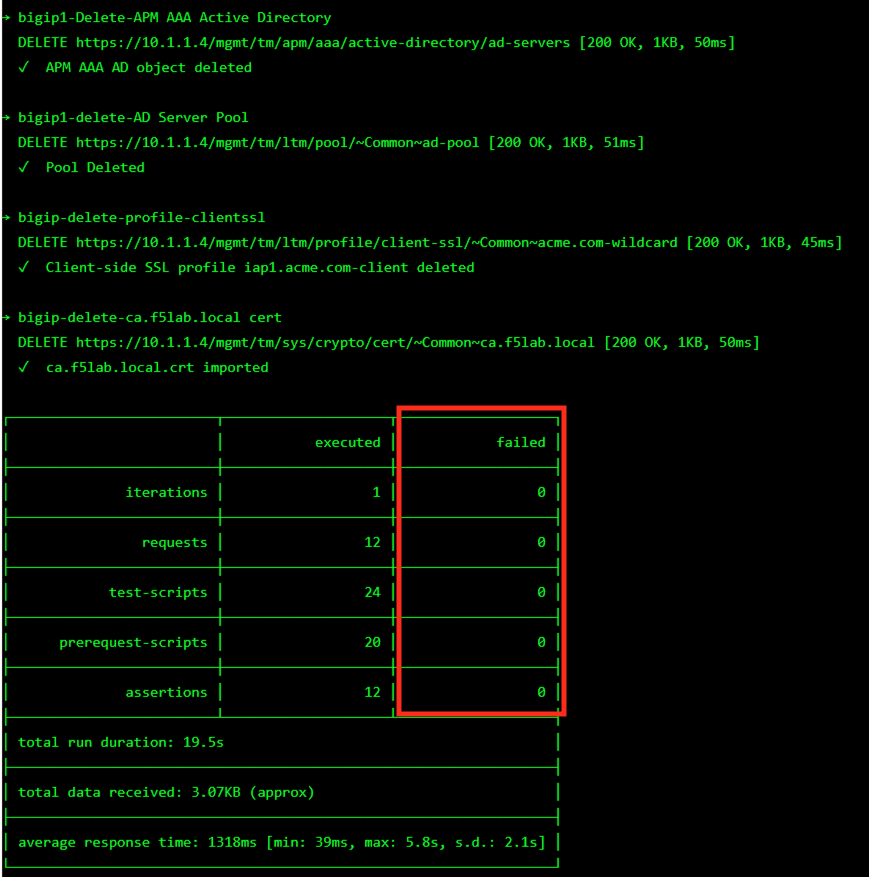 → bigip1-Delete-APM AAA Active Directory
DELETE https://10.1.1.4/mgmt/tm/apm/aaa/active-directory/ad-servers [200 OK, 1KB, 50ms]
✓ APM AAA AD object deleted
→ bigip1-delete-AD Server Pool
DELETE https://10.1.1.4/mgmt/tm/ltm/pool/~Common~ad-pool [200 OK, 1KB, 51ms]
✓ Pool Deleted
→ bigip-delete-profile-clientssl
DELETE https://10.1.1.4/mgmt/tm/ltm/profile/client-ssl/~Common~acme.com-wildcard [200 OK, 1KB, 45ms]
✓ Client-side SSL profile iap1.acme.com-client deleted
→ bigip-delete-ca.f5lab.local cert
DELETE https://10.1.1.4/mgmt/tm/sys/crypto/cert/~Common~ca.f5lab.local [200 OK, 1KB, 50ms]
✓ ca.f5lab.local.crt imported
executed failed
iterations 1 0
requests 12 0
test-scripts 24 0
prerequest-scripts 20 0
assertions 12 0
total run duration: 19.5s
total data received: 3.07KB (approx)
average response time: 1318ms [min: 39ms, max: 5.8s, s.d.: 2.1s]